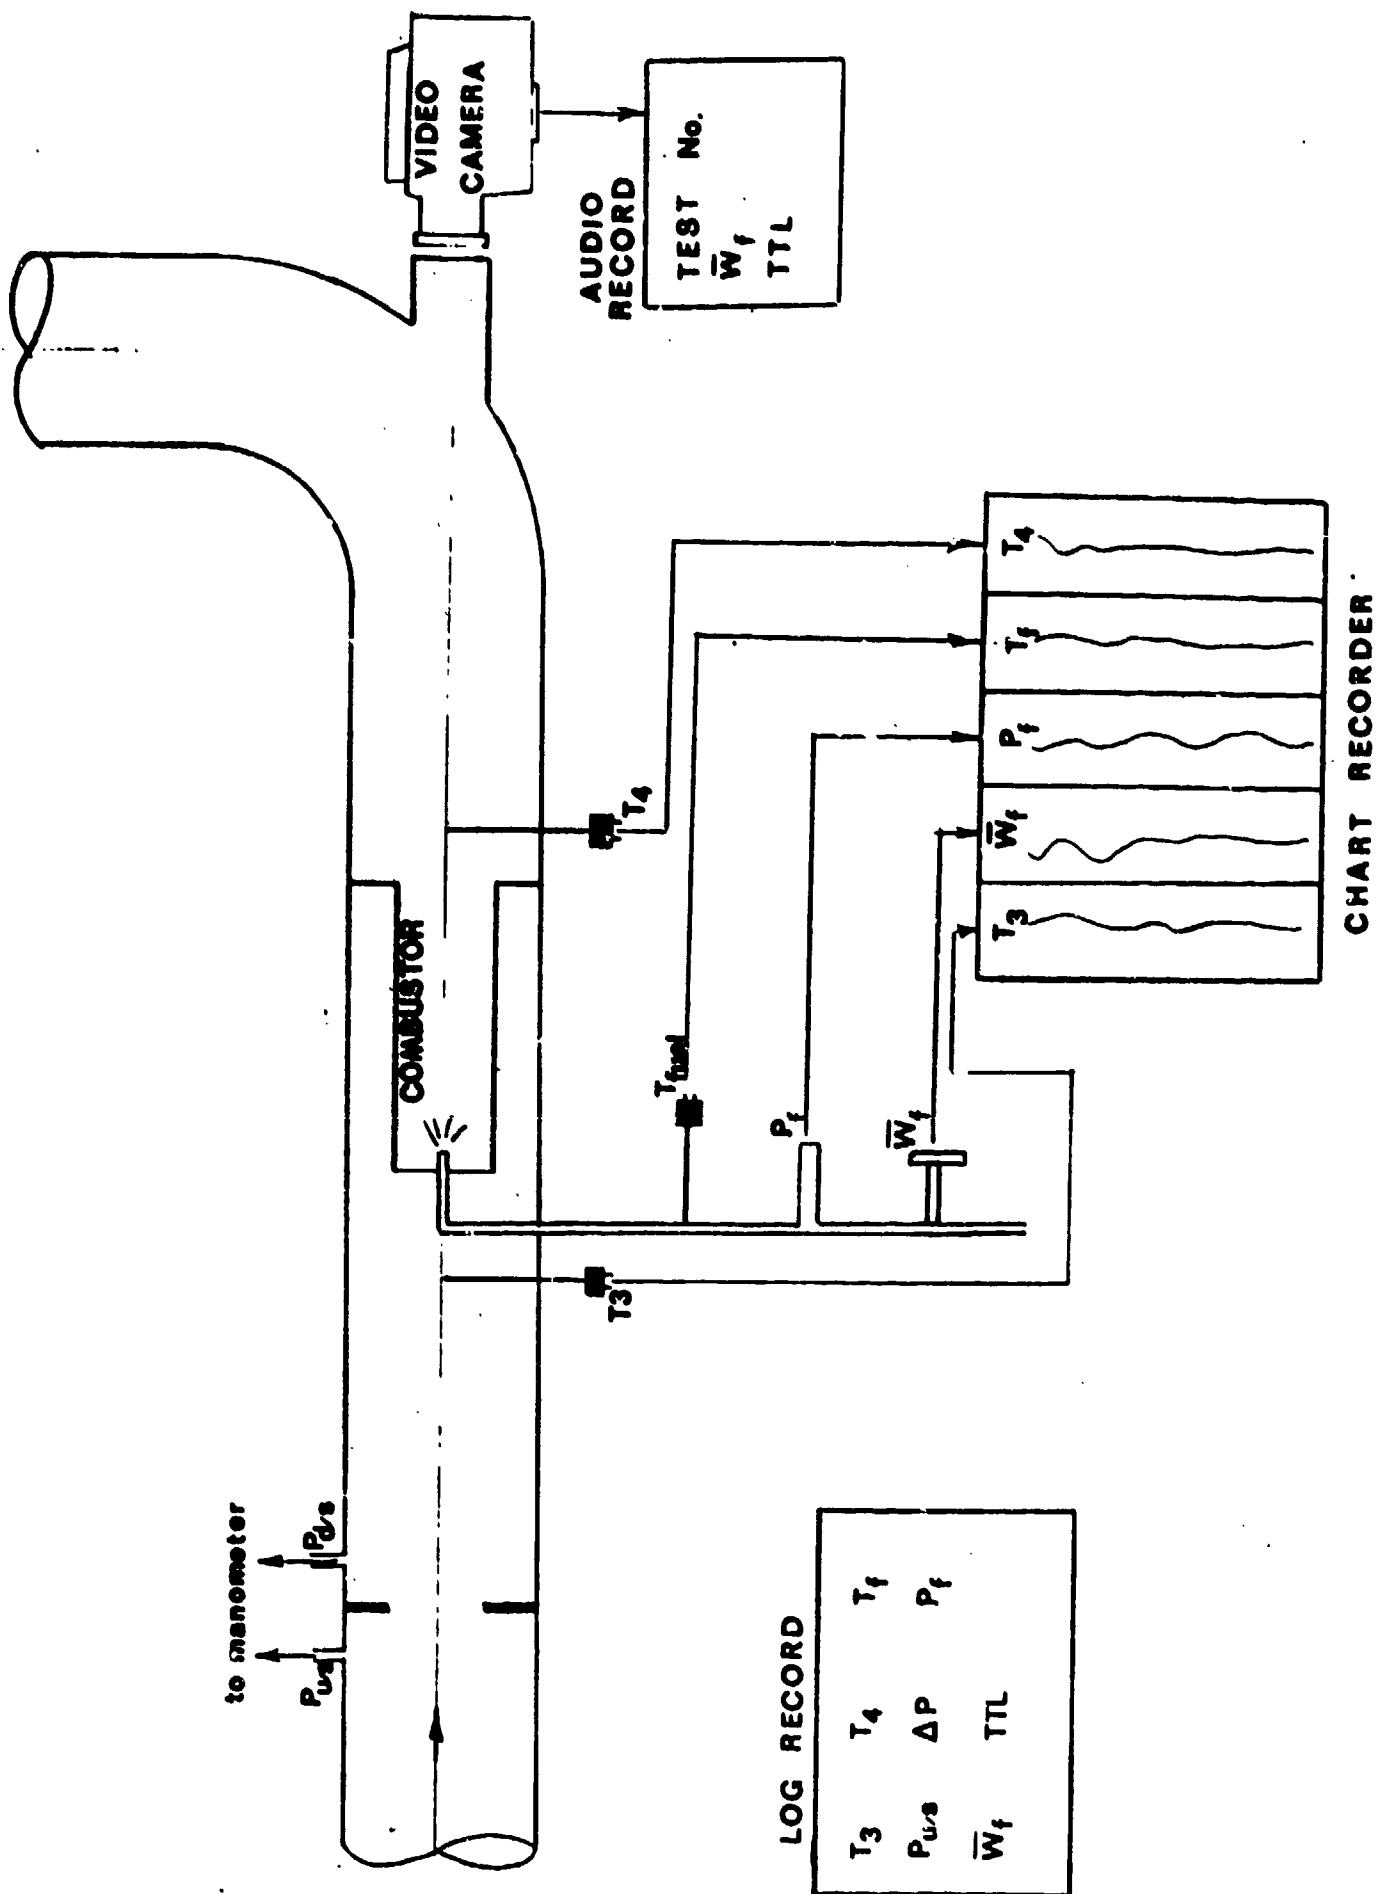 VIDEO
CAMERA
AUDIO
RECORD
TEST No.
W̅f
TTL
to manometer
Pu/s
Pd/s
COMBUSTOR
T3
T4
Tfuel
Pf
W̅f
T3
W̅f
Pf
Tf
T4
CHART RECORDER
LOG RECORD
T3 T4 Tf
Pu/s ΔP Pf
W̅f TTL